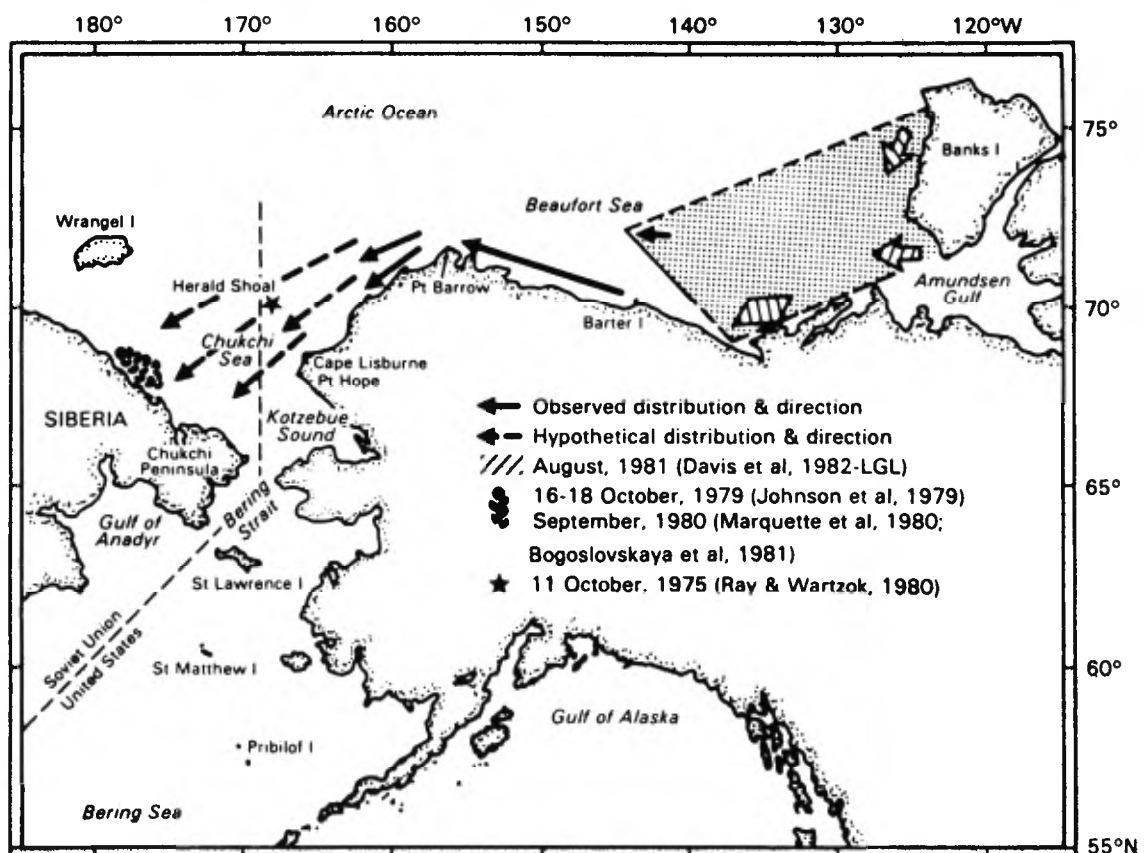 180° 170° 160° 150° 140° 130° 120°W
Arctic Ocean
75°
Banks I
Beaufort Sea
Wrangel I
Herald Shoal
Pt Barrow
Amundsen
Gulf
70°
Barter I
Chukchi
Sea
Cape Lisburne
Pt Hope
SIBERIA
Kotzebue
Sound
Chukchi
Peninsula
Observed distribution & direction
Hypothetical distribution & direction
August, 1981 (Davis et al, 1982-LGL)
16-18 October, 1979 (Johnson et al, 1979)
September, 1980 (Marquette et al, 1980;
Bogoslovskaya et al, 1981)
11 October, 1975 (Ray & Wartzok, 1980)
65°
Bering
Strait
Gulf of
Anadyr
St Lawrence I
Soviet Union
United States
St Matthew I
60°
Gulf of Alaska
Pribilof I
Bering Sea
55°N